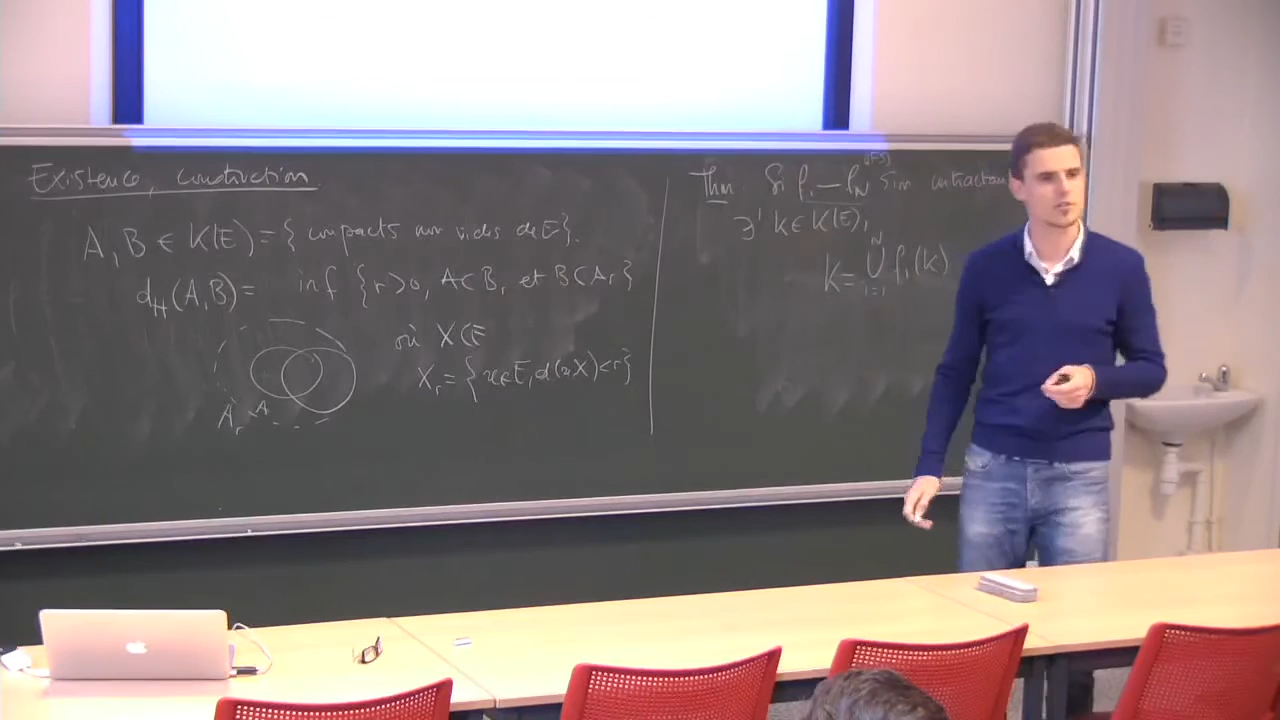 Existence, construction
A, B ∈ K(E) = { compacts non vides de E}.
d_H(A,B) = inf {r>0, A⊂B_r et B⊂A_r}
où X⊂E
X_r = {x∈E, d(x,X)<r}
A_r A
Thm. Si f_1 — f_N sim contractan
(IFS)
∃! K ∈ K(E),
K = ⋃_{i=1}^{N} f_i(K)